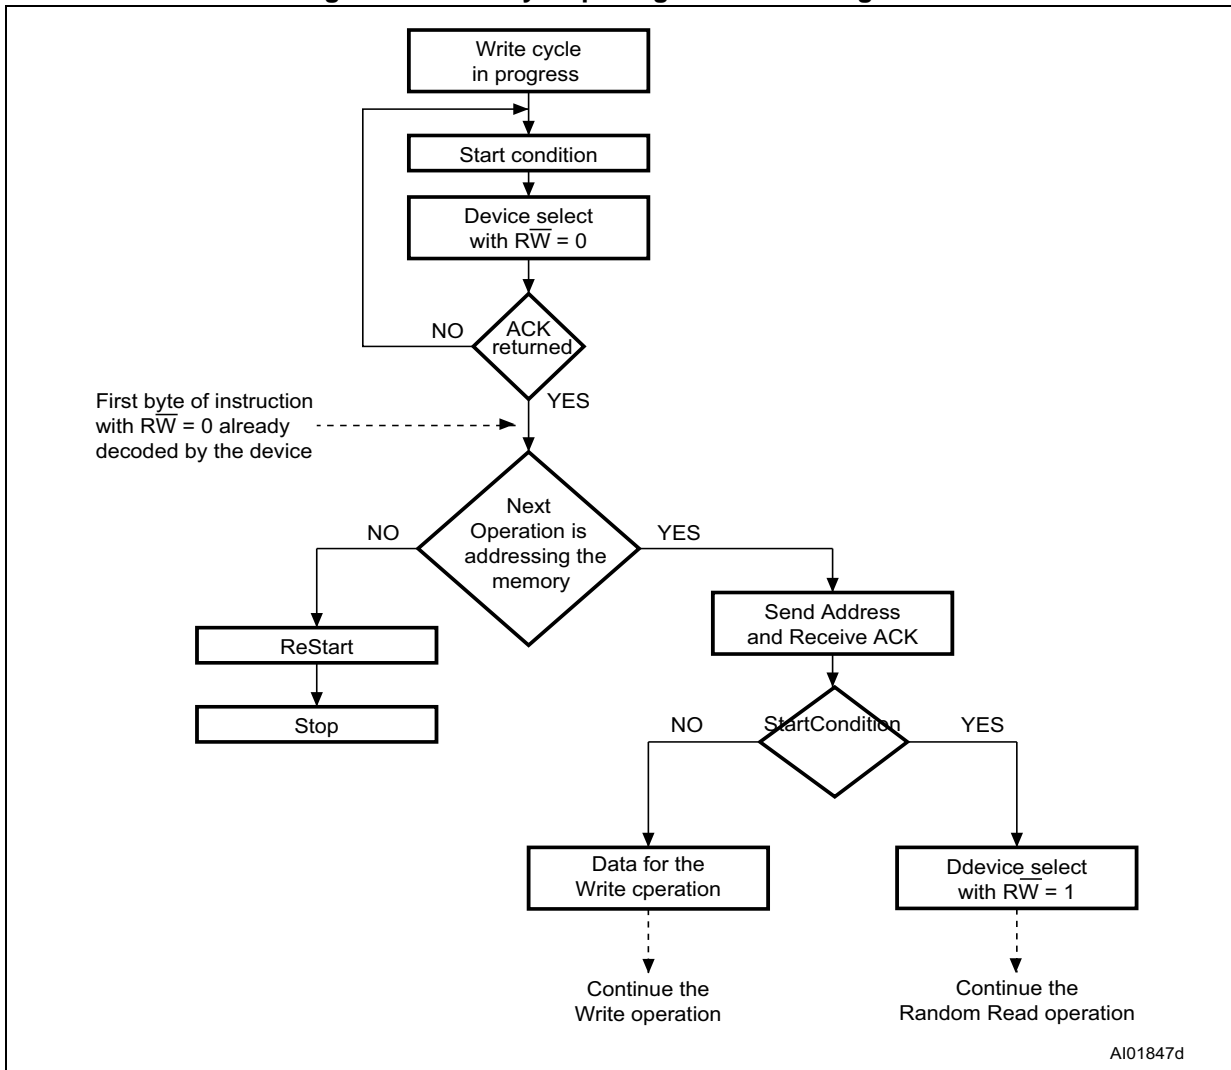 Write cycle
in progress
Start condition
Device select
with RW̅ = 0
ACK
returned
NO
YES
First byte of instruction
with RW̅ = 0 already
decoded by the device
Next
Operation is
addressing the
memory
NO
YES
Send Address
and Receive ACK
ReStart
Stop
StartCondition
NO
YES
Data for the
Write cperation
Ddevice select
with RW̅ = 1
Continue the
Write operation
Continue the
Random Read operation
AI01847d